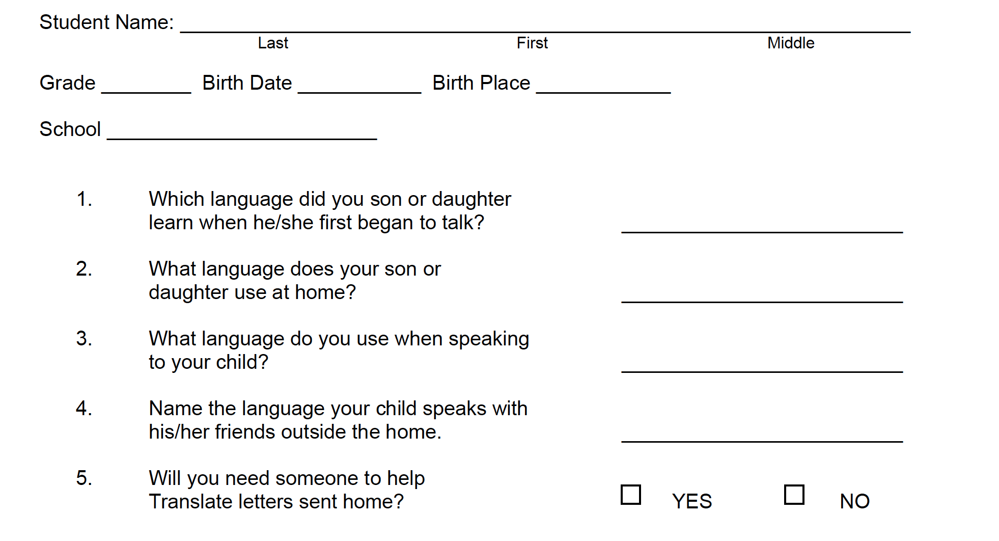 Student Name: ____________________
Last First Middle
Grade ________ Birth Date ___________ Birth Place ____________
School ________________________
1. Which language did you son or daughter
learn when he/she first began to talk? _________________________
2. What language does your son or
daughter use at home? _________________________
3. What language do you use when speaking
to your child? _________________________
4. Name the language your child speaks with
his/her friends outside the home. _________________________
5. Will you need someone to help
Translate letters sent home? ☐ YES ☐ NO